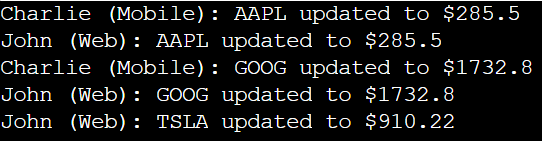 Charlie (Mobile): AAPL updated to $285.5
John (Web): AAPL updated to $285.5
Charlie (Mobile): GOOG updated to $1732.8
John (Web): GOOG updated to $1732.8
John (Web): TSLA updated to $910.22